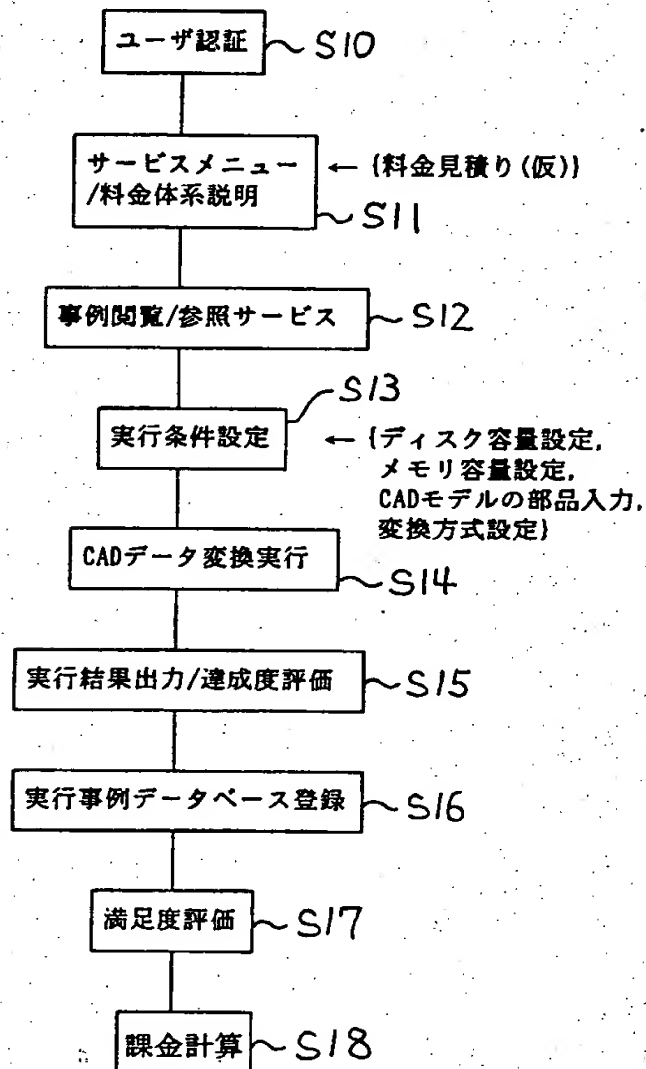 ユーザ認証 S10
サービスメニュー ← {料金見積り(仮)}
/料金体系説明 S11
事例閲覧/参照サービス S12
S13
実行条件設定 ← {ディスク容量設定,
メモリ容量設定,
CADモデルの部品入力,
変換方式設定}
CADデータ変換実行 S14
実行結果出力/達成度評価 S15
実行事例データベース登録 S16
満足度評価 S17
課金計算 S18